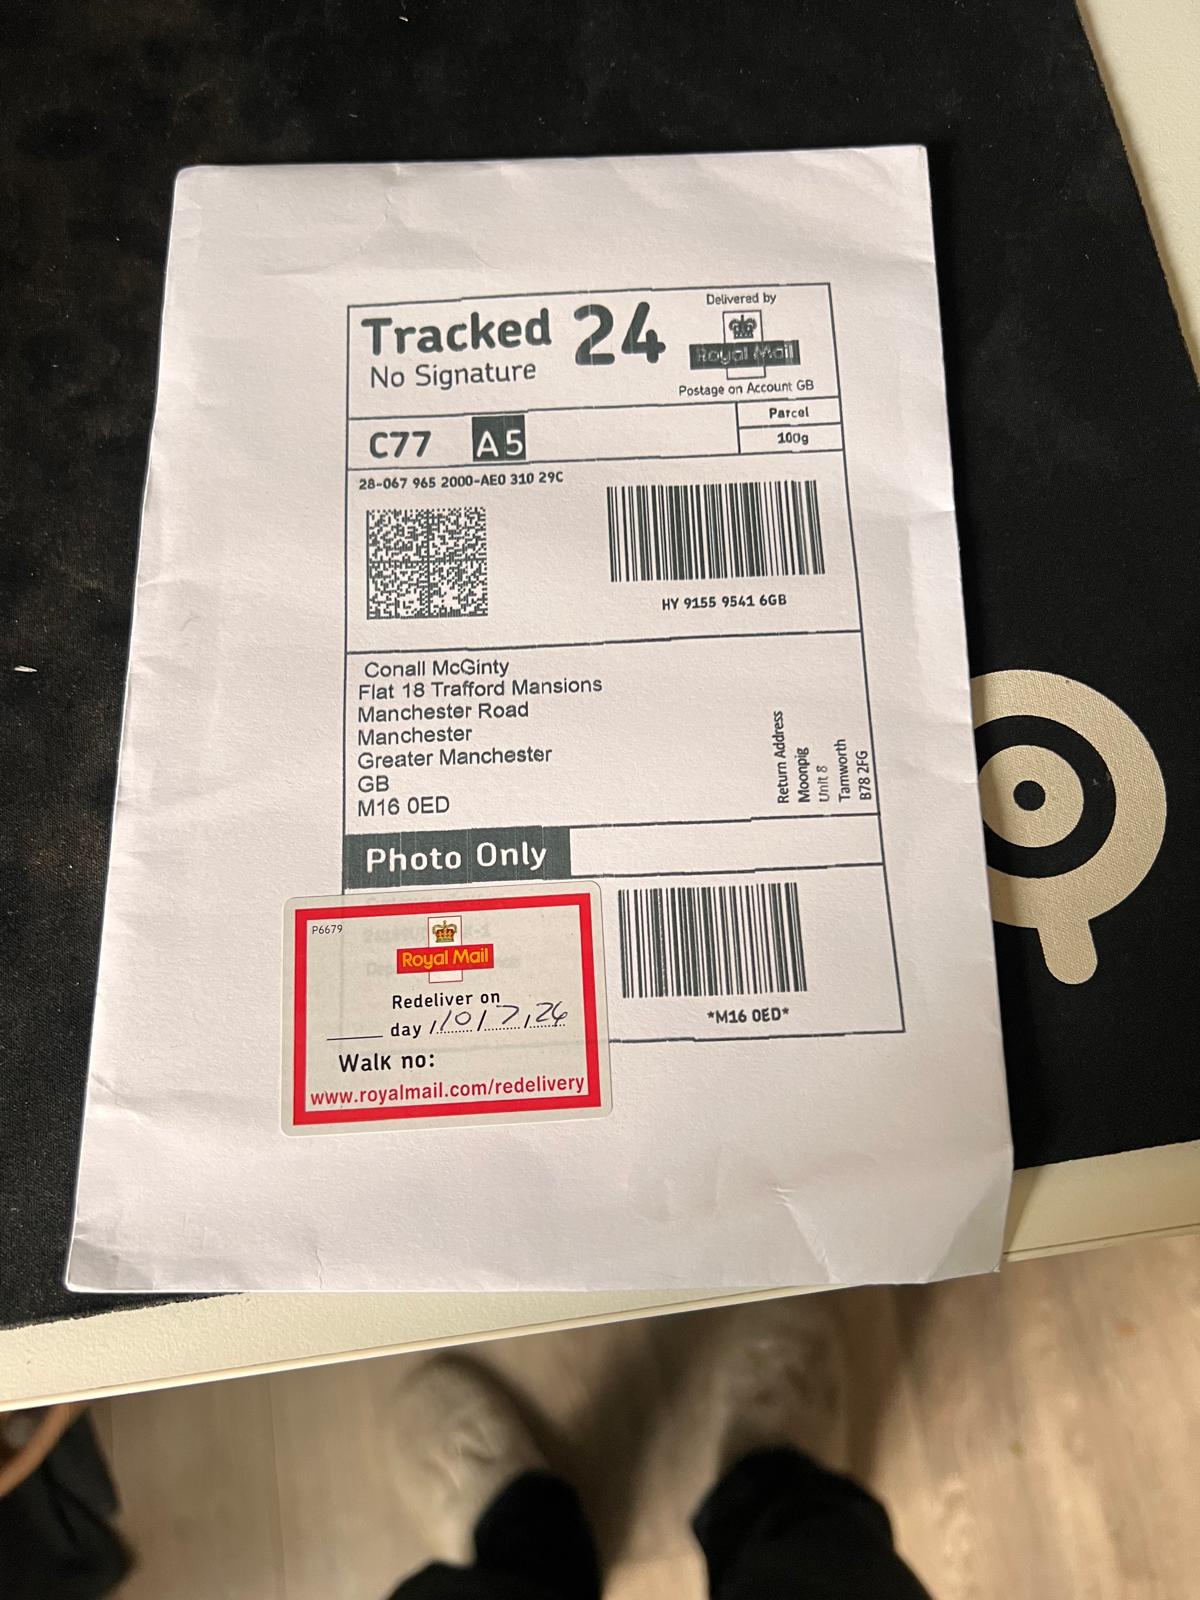 Tracked 24
No Signature
Delivered by
Royal Mail
Postage on Account GB
C77 A5
Parcel
100g
28-067 965 2000-AE0 310 29C
HY 9155 9541 6GB
Conall McGinty
Flat 18 Trafford Mansions
Manchester Road
Manchester
Greater Manchester
GB
M16 0ED
Return Address
Moonpig
Unit 8
Tamworth
B78 2FG
Photo Only
P6679
Royal Mail
Redeliver on
day 10/7/26
Walk no:
www.royalmail.com/redelivery
*M16 0ED*